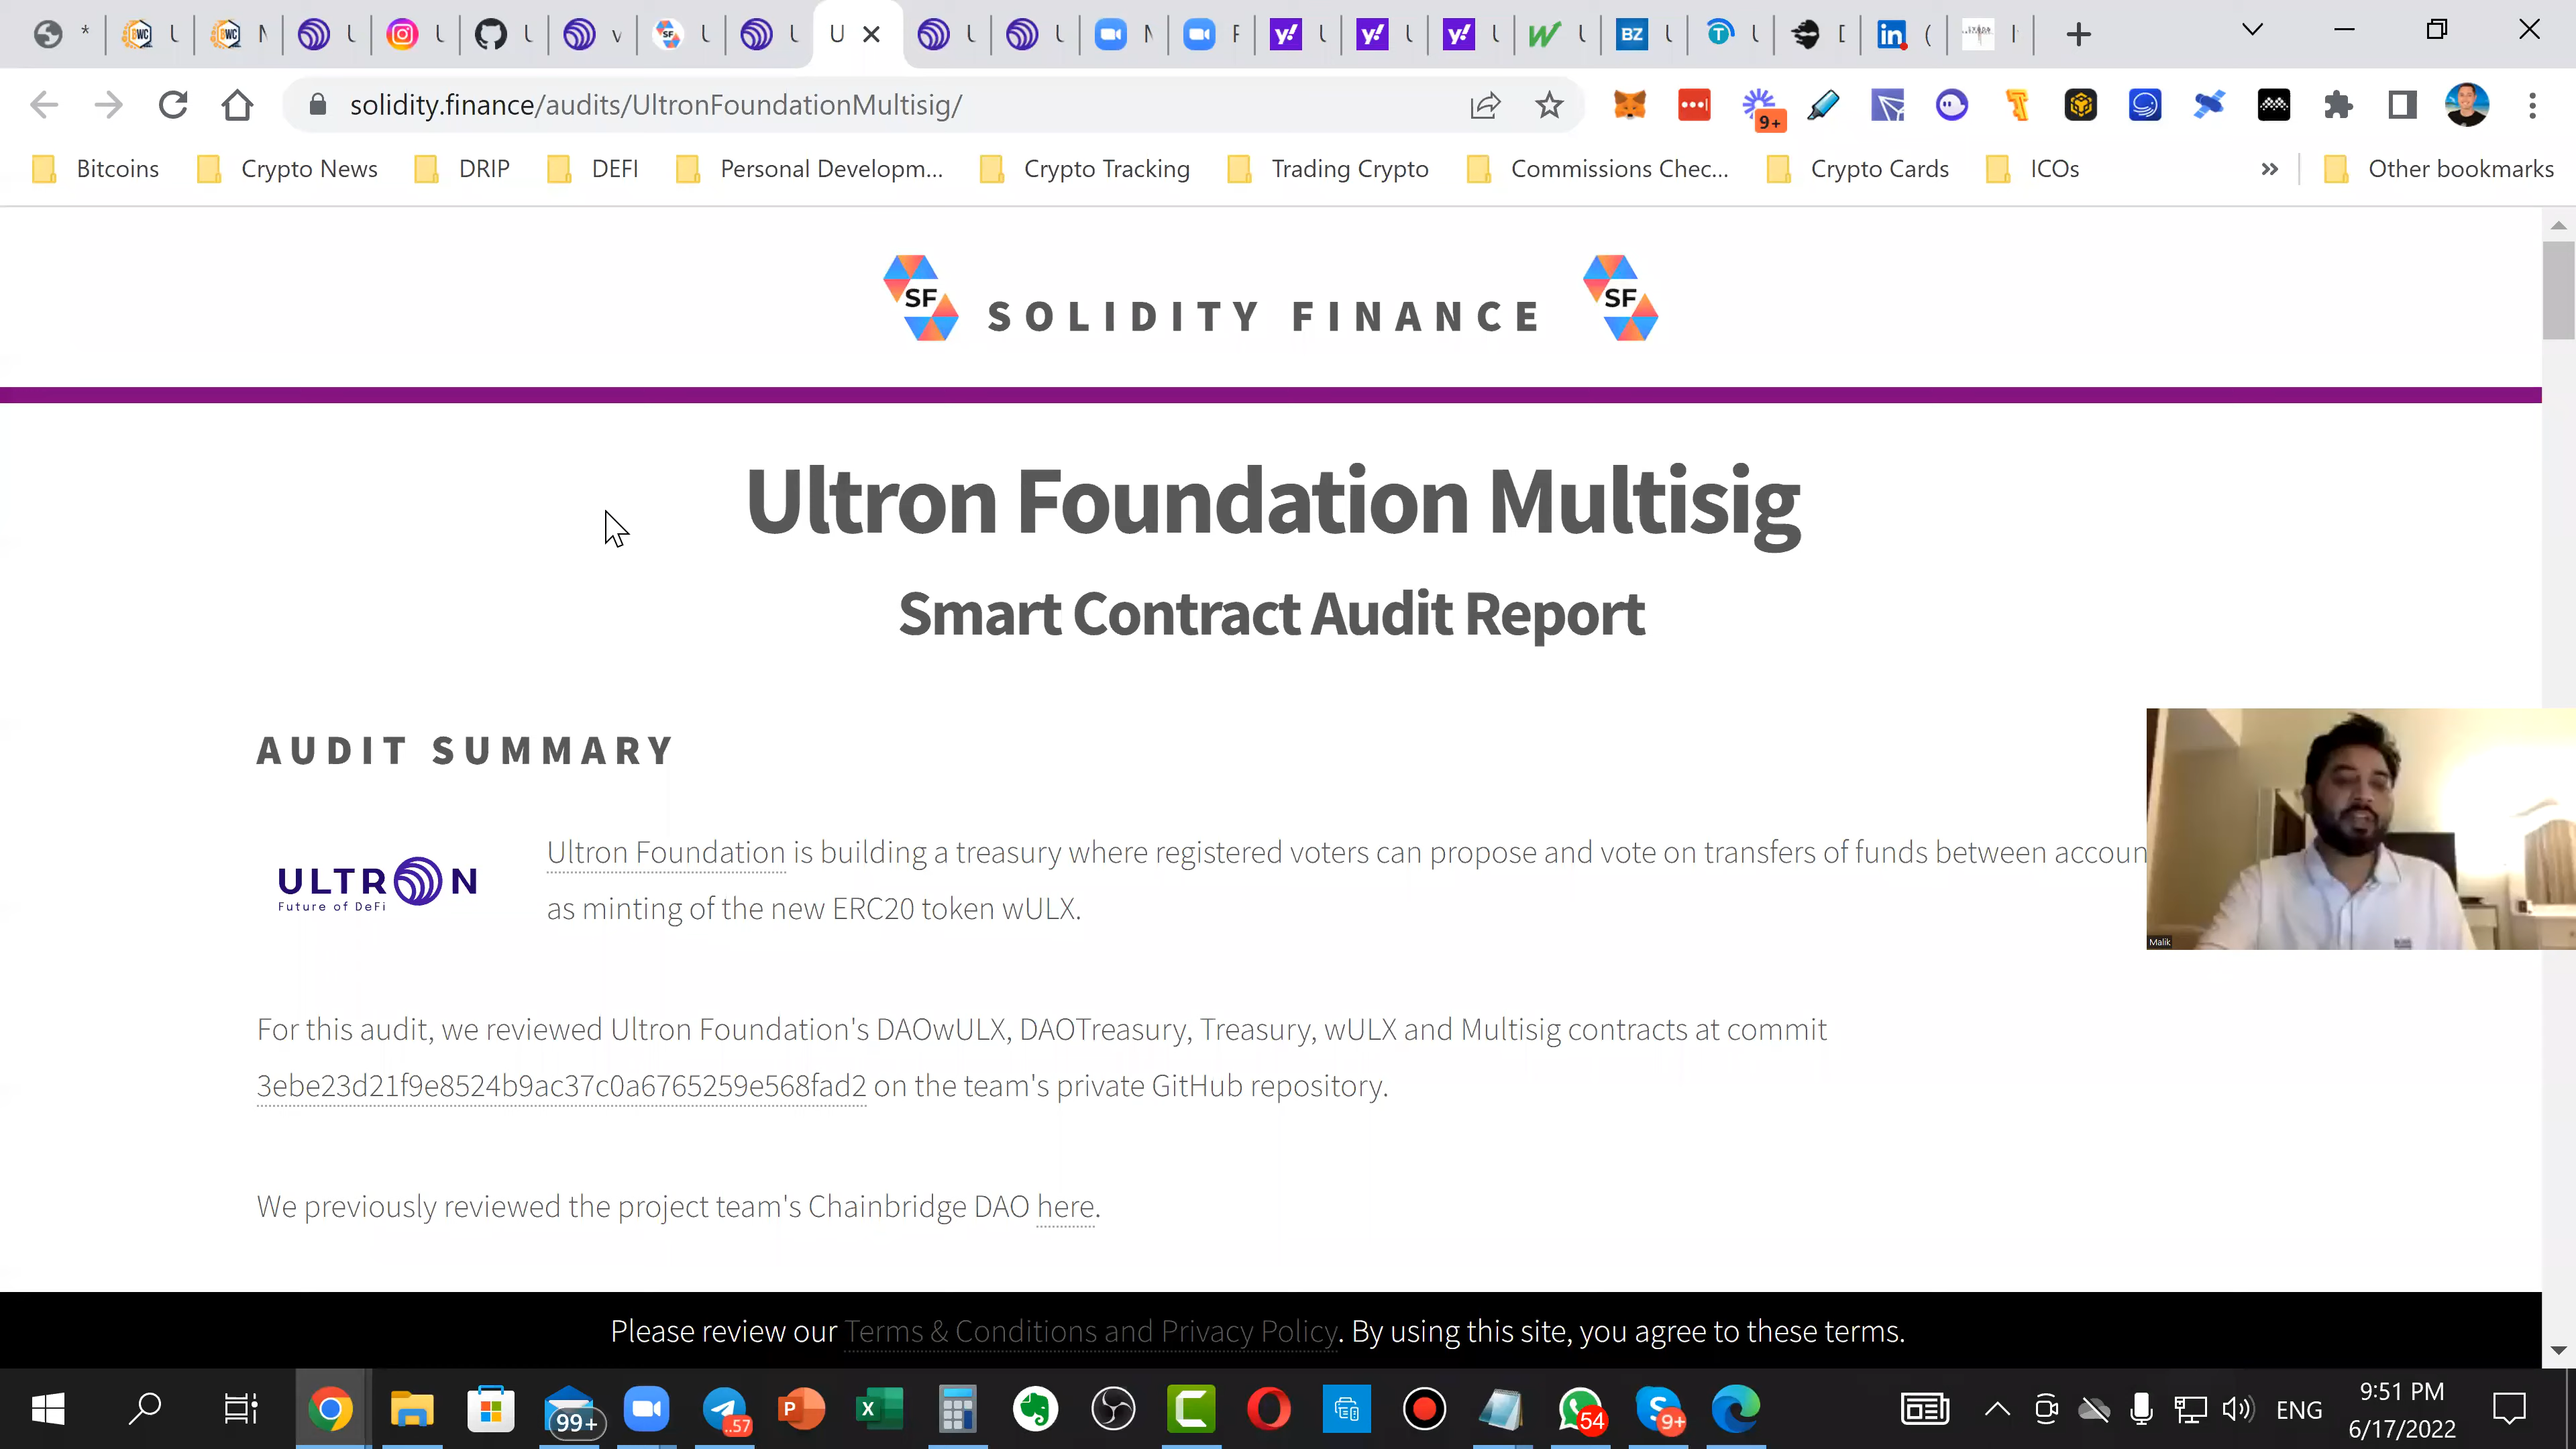 solidity.finance/audits/UltronFoundationMultisig/
9+
Bitcoins
Crypto News
DRIP
DEFI
Personal Developm...
Crypto Tracking
Trading Crypto
Commissions Chec...
Crypto Cards
ICOs
»
Other bookmarks
SF SOLIDITY FINANCE SF
Ultron Foundation Multisig
Smart Contract Audit Report
AUDIT SUMMARY
ULTRON
Future of DeFi
Ultron Foundation is building a treasury where registered voters can propose and vote on transfers of funds between accoun
as minting of the new ERC20 token wULX.
Malik
For this audit, we reviewed Ultron Foundation's DAOwULX, DAOTreasury, Treasury, wULX and Multisig contracts at commit
3ebe23d21f9e8524b9ac37c0a6765259e568fad2 on the team's private GitHub repository.
We previously reviewed the project team's Chainbridge DAO here.
Please review our Terms & Conditions and Privacy Policy. By using this site, you agree to these terms.
99+
..57
54
9+
ENG
9:51 PM
6/17/2022